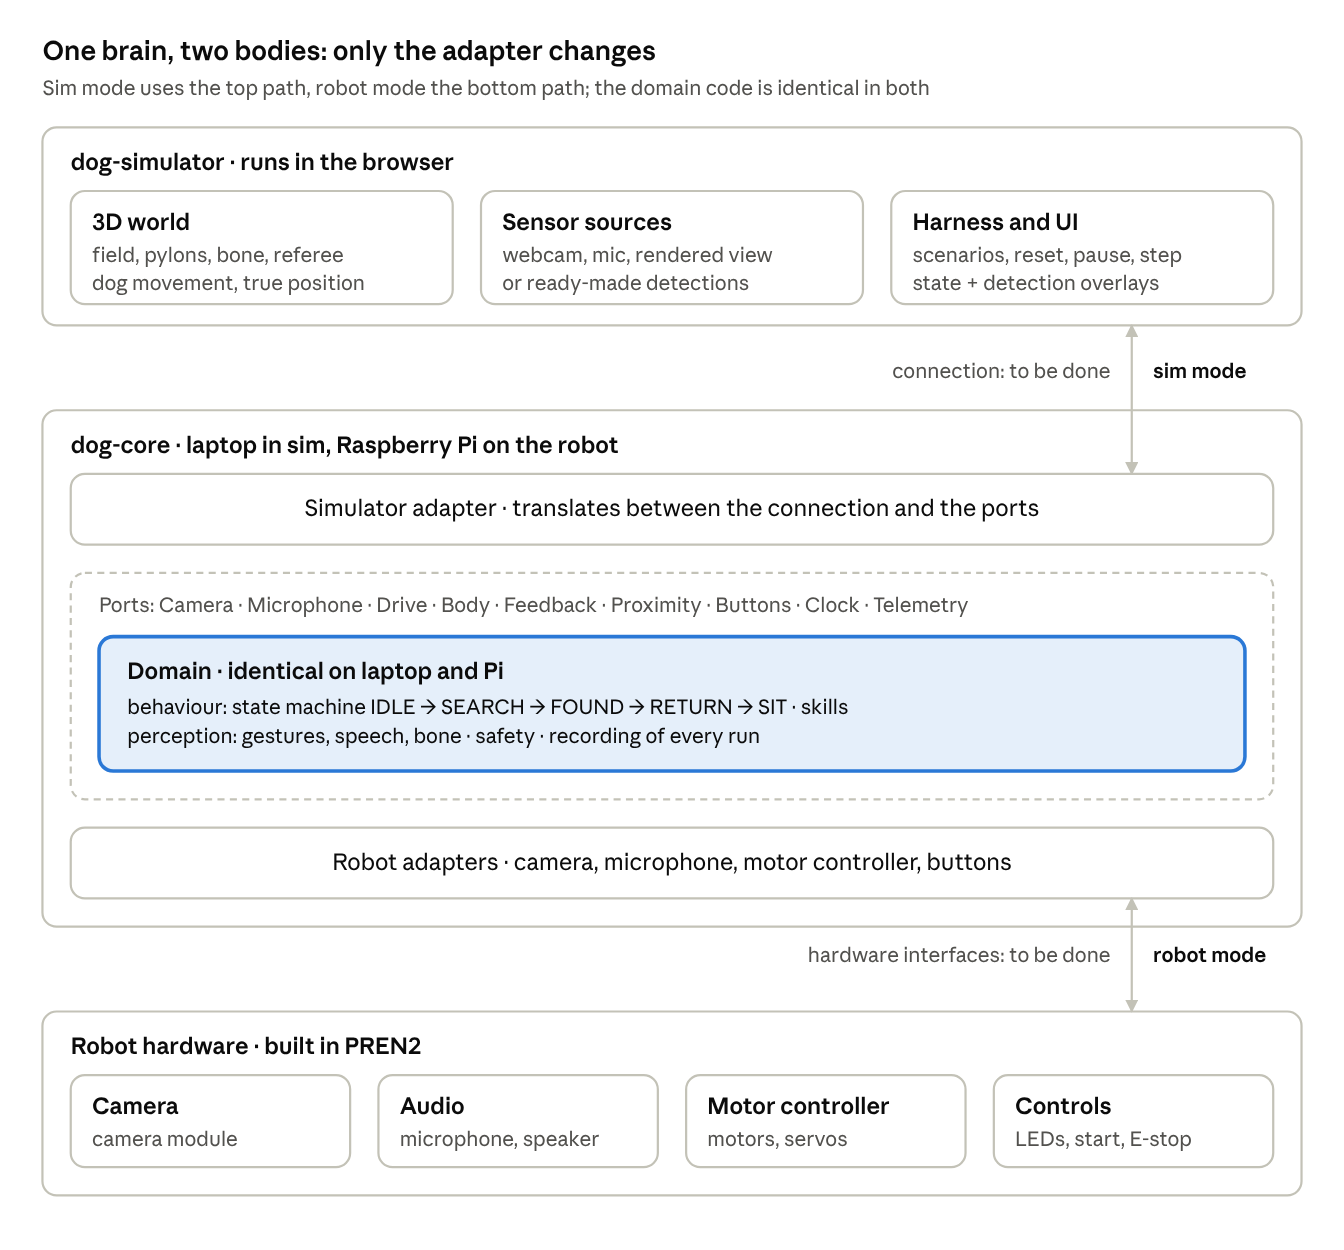 One brain, two bodies: only the adapter changes
Sim mode uses the top path, robot mode the bottom path; the domain code is identical in both
dog-simulator · runs in the browser
3D world
field, pylons, bone, referee
dog movement, true position
Sensor sources
webcam, mic, rendered view
or ready-made detections
Harness and UI
scenarios, reset, pause, step
state + detection overlays
connection: to be done
sim mode
dog-core · laptop in sim, Raspberry Pi on the robot
Simulator adapter · translates between the connection and the ports
Ports: Camera · Microphone · Drive · Body · Feedback · Proximity · Buttons · Clock · Telemetry
Domain · identical on laptop and Pi
behaviour: state machine IDLE → SEARCH → FOUND → RETURN → SIT · skills
perception: gestures, speech, bone · safety · recording of every run
Robot adapters · camera, microphone, motor controller, buttons
hardware interfaces: to be done
robot mode
Robot hardware · built in PREN2
Camera
camera module
Audio
microphone, speaker
Motor controller
motors, servos
Controls
LEDs, start, E-stop